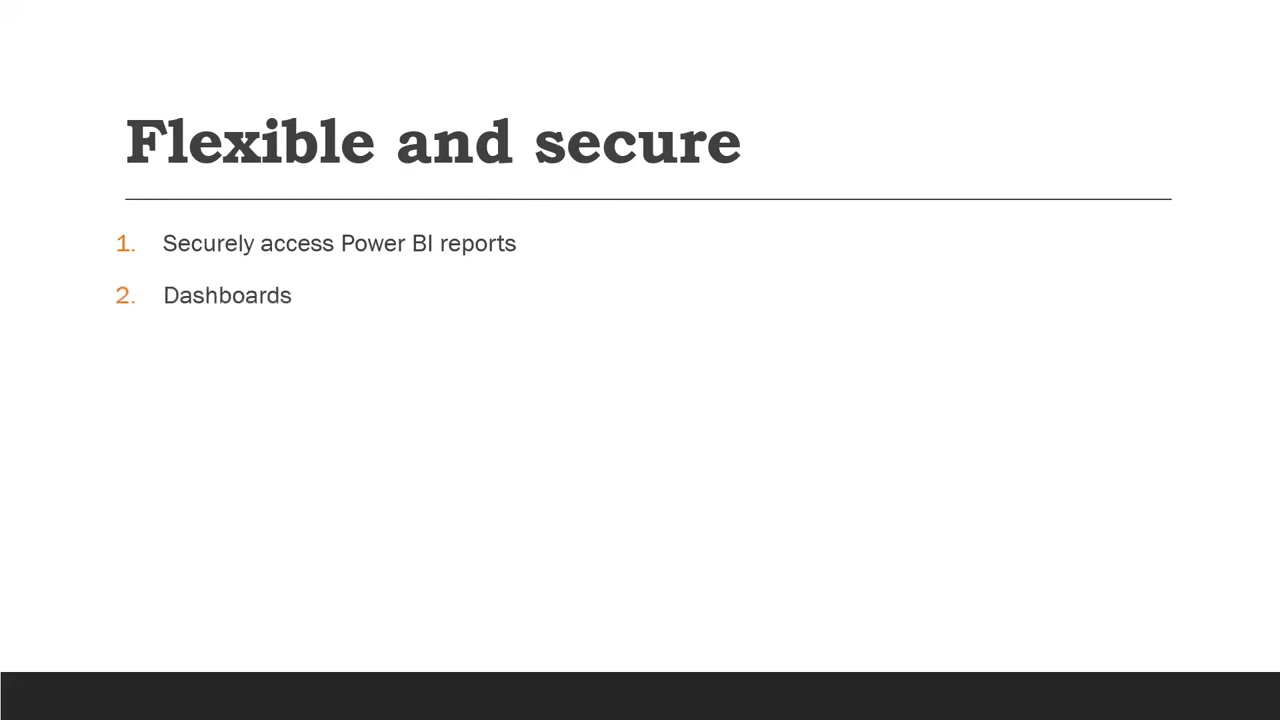 Flexible and secure
1. Securely access Power BI reports
2. Dashboards